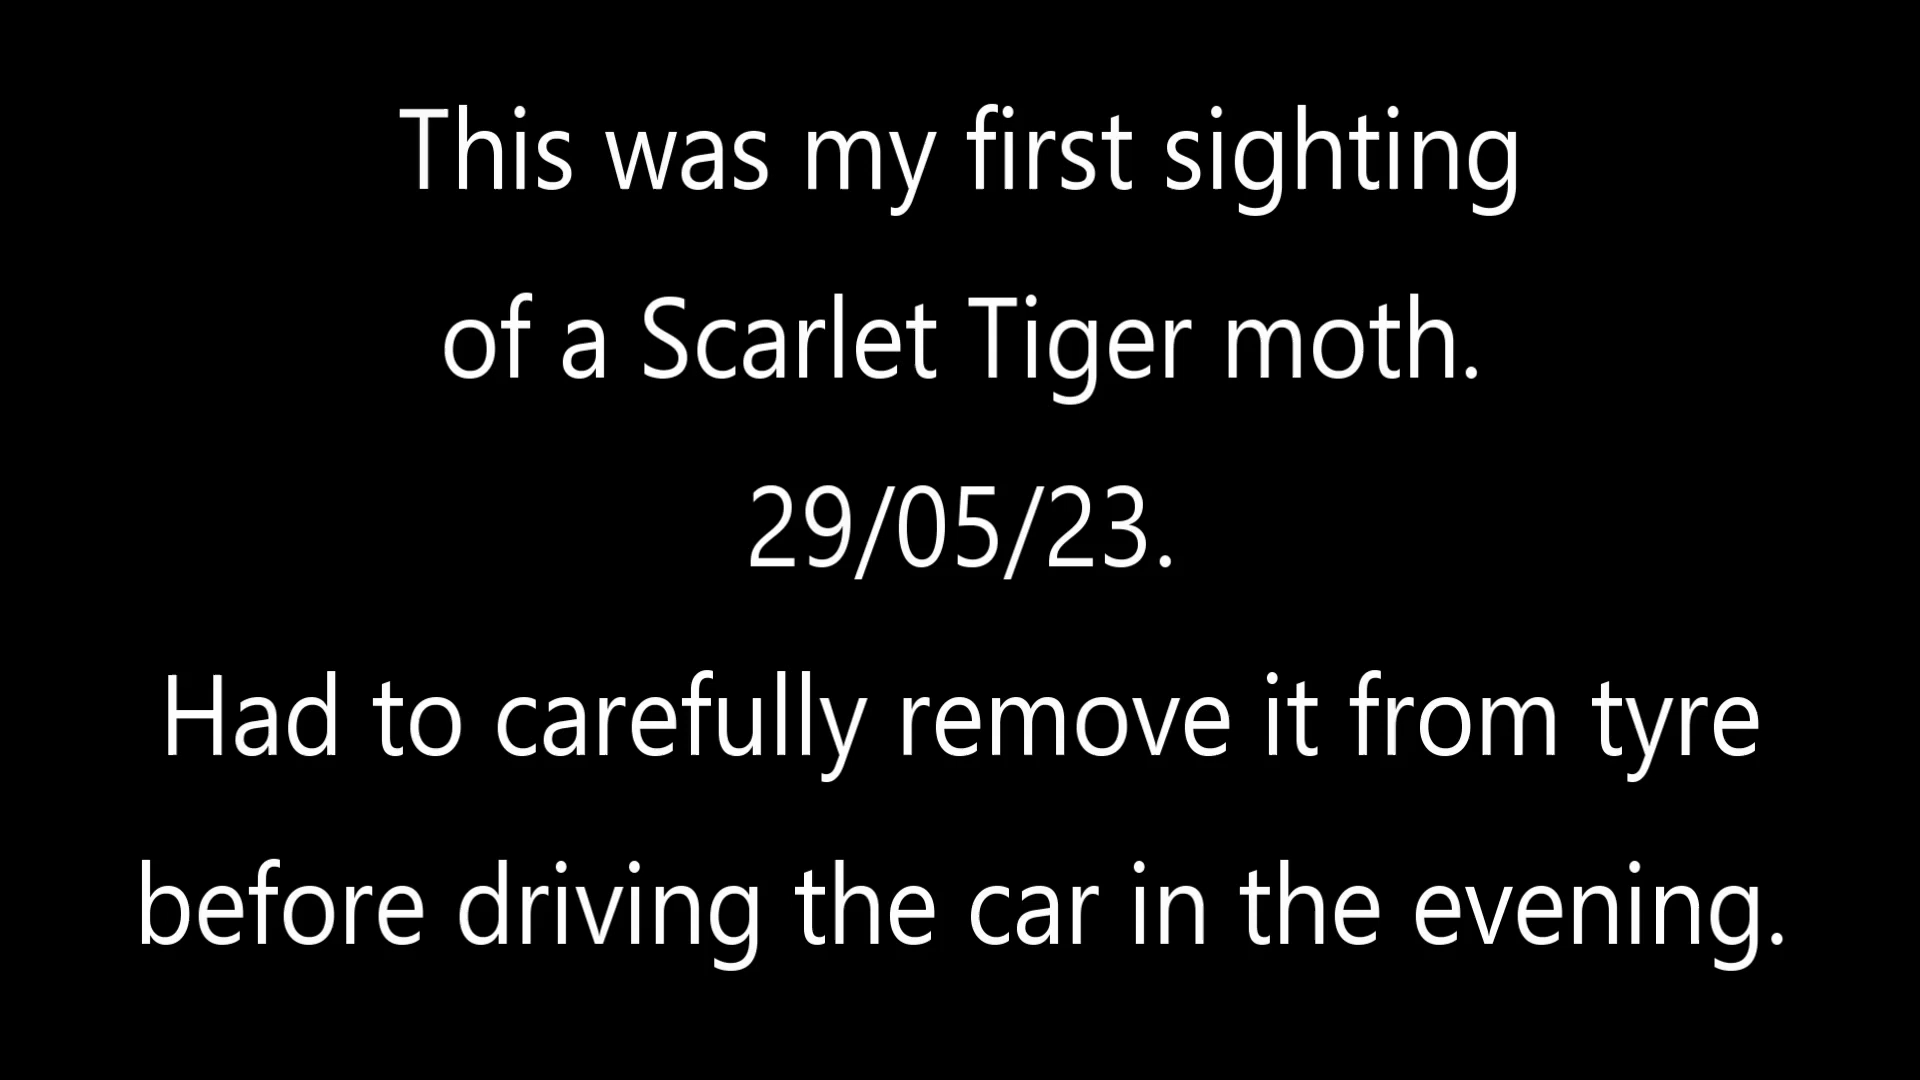 This was my first sighting
of a Scarlet Tiger moth.
29/05/23.
Had to carefully remove it from tyre
before driving the car in the evening.